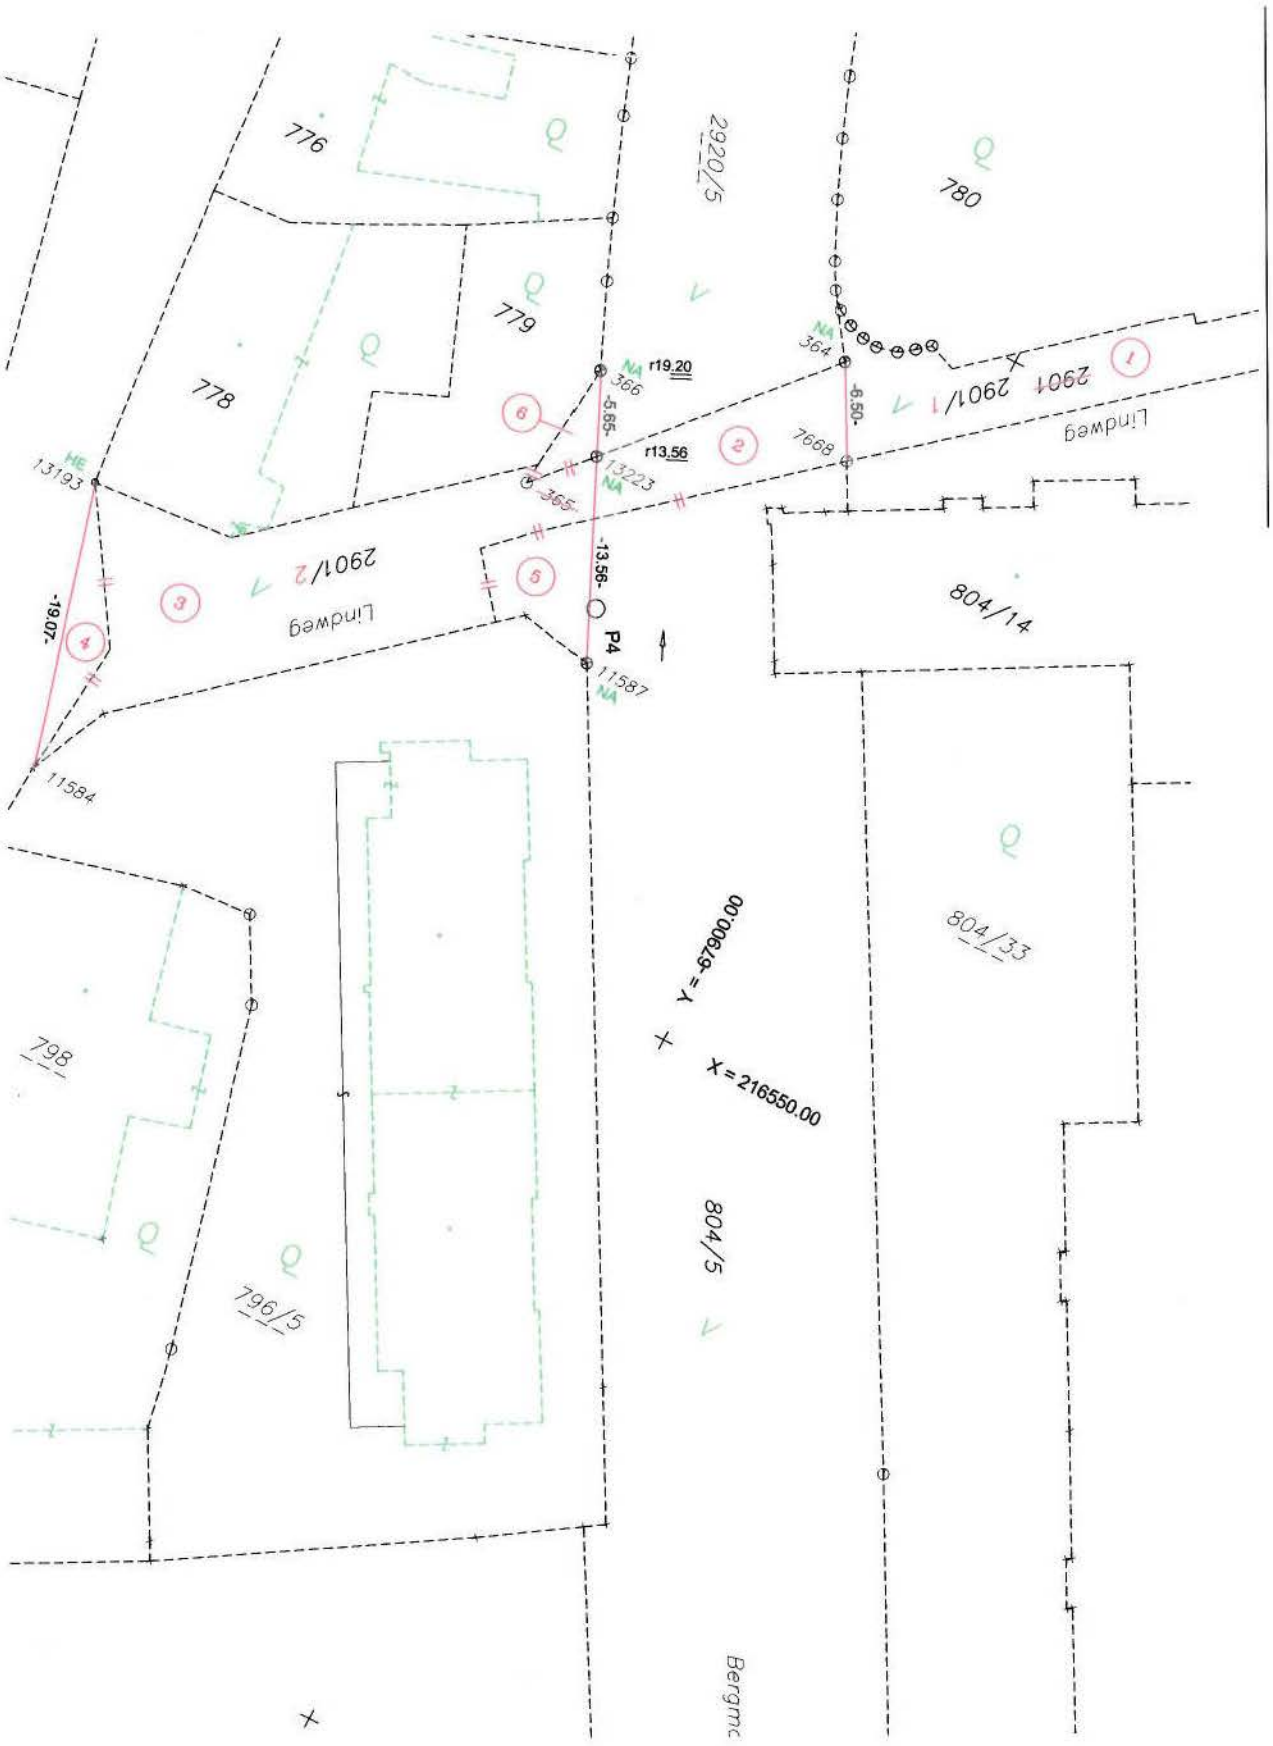 776
Q
2920/5
Q
780
V
Q
779
Q
778
NA
366
r19.20
NA
364
-6.50-
2901/1
2901
1
V
Lindweg
7668
2
-5.65-
6
r13.56
13223
NA
-365-
HE
13193
2901/2
V
Lindweg
3
5
-13.56-
P4
11587
NA
-19.07-
4
11584
804/14
Q
804/33
Y = -67900.00
X = 216550.00
798
Q
Q
796/5
804/5
V
Bergmc